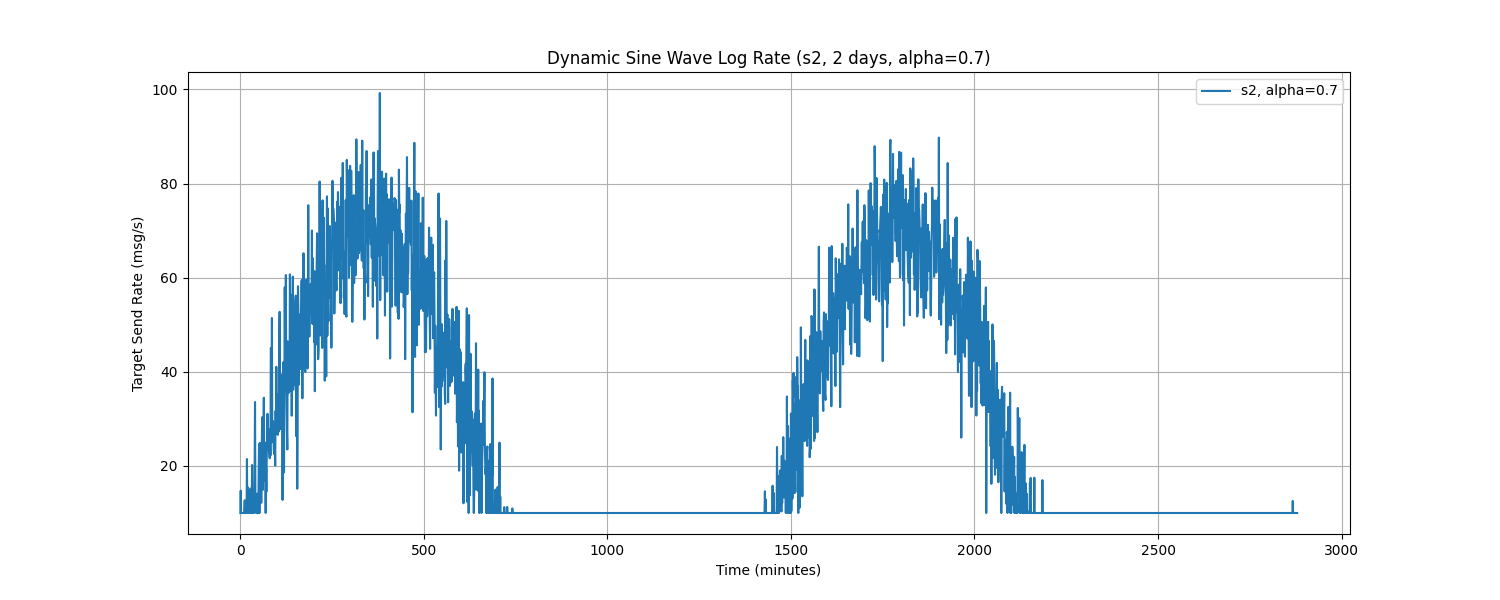 Dynamic Sine Wave Log Rate (s2, 2 days, alpha=0.7)
s2, alpha=0.7
Target Send Rate (msg/s)
100
80
60
40
20
0 500 1000 1500 2000 2500 3000
Time (minutes)